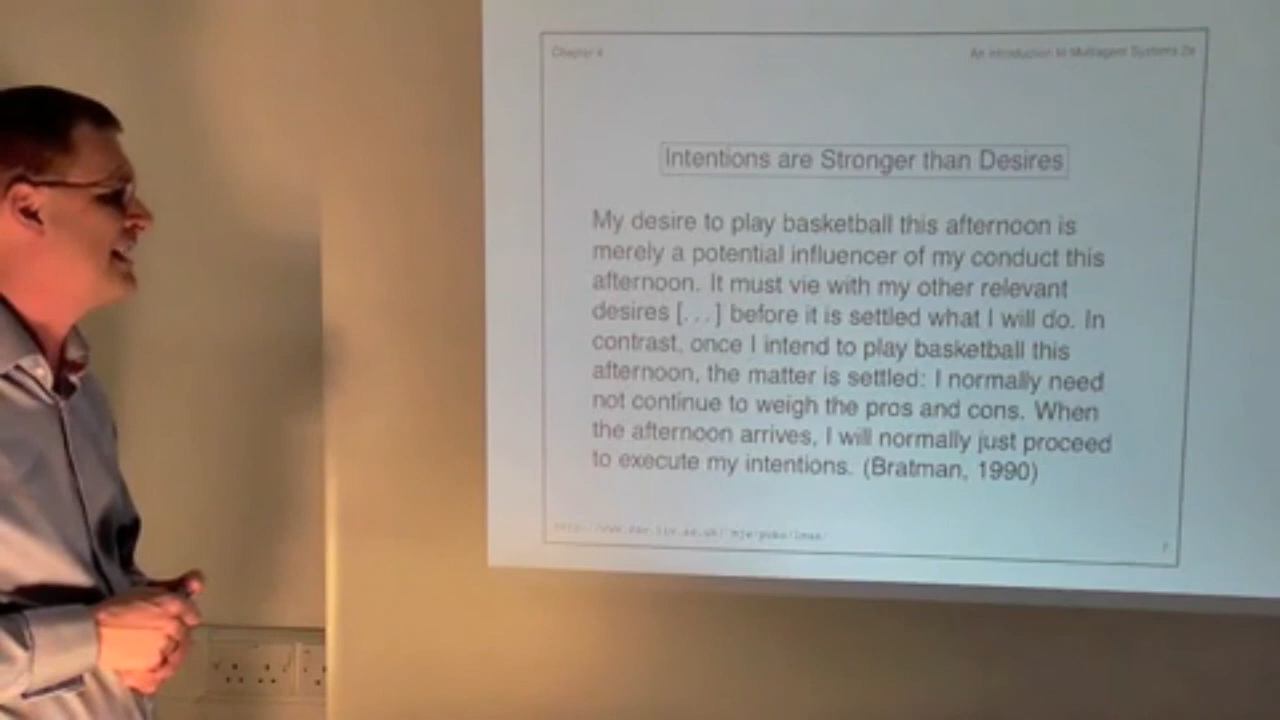 Chapter 4
An Introduction to Multiagent Systems 2e
Intentions are Stronger than Desires
My desire to play basketball this afternoon is
merely a potential influencer of my conduct this
afternoon. It must vie with my other relevant
desires [...] before it is settled what I will do. In
contrast, once I intend to play basketball this
afternoon, the matter is settled: I normally need
not continue to weigh the pros and cons. When
the afternoon arrives, I will normally just proceed
to execute my intentions. (Bratman, 1990)
7